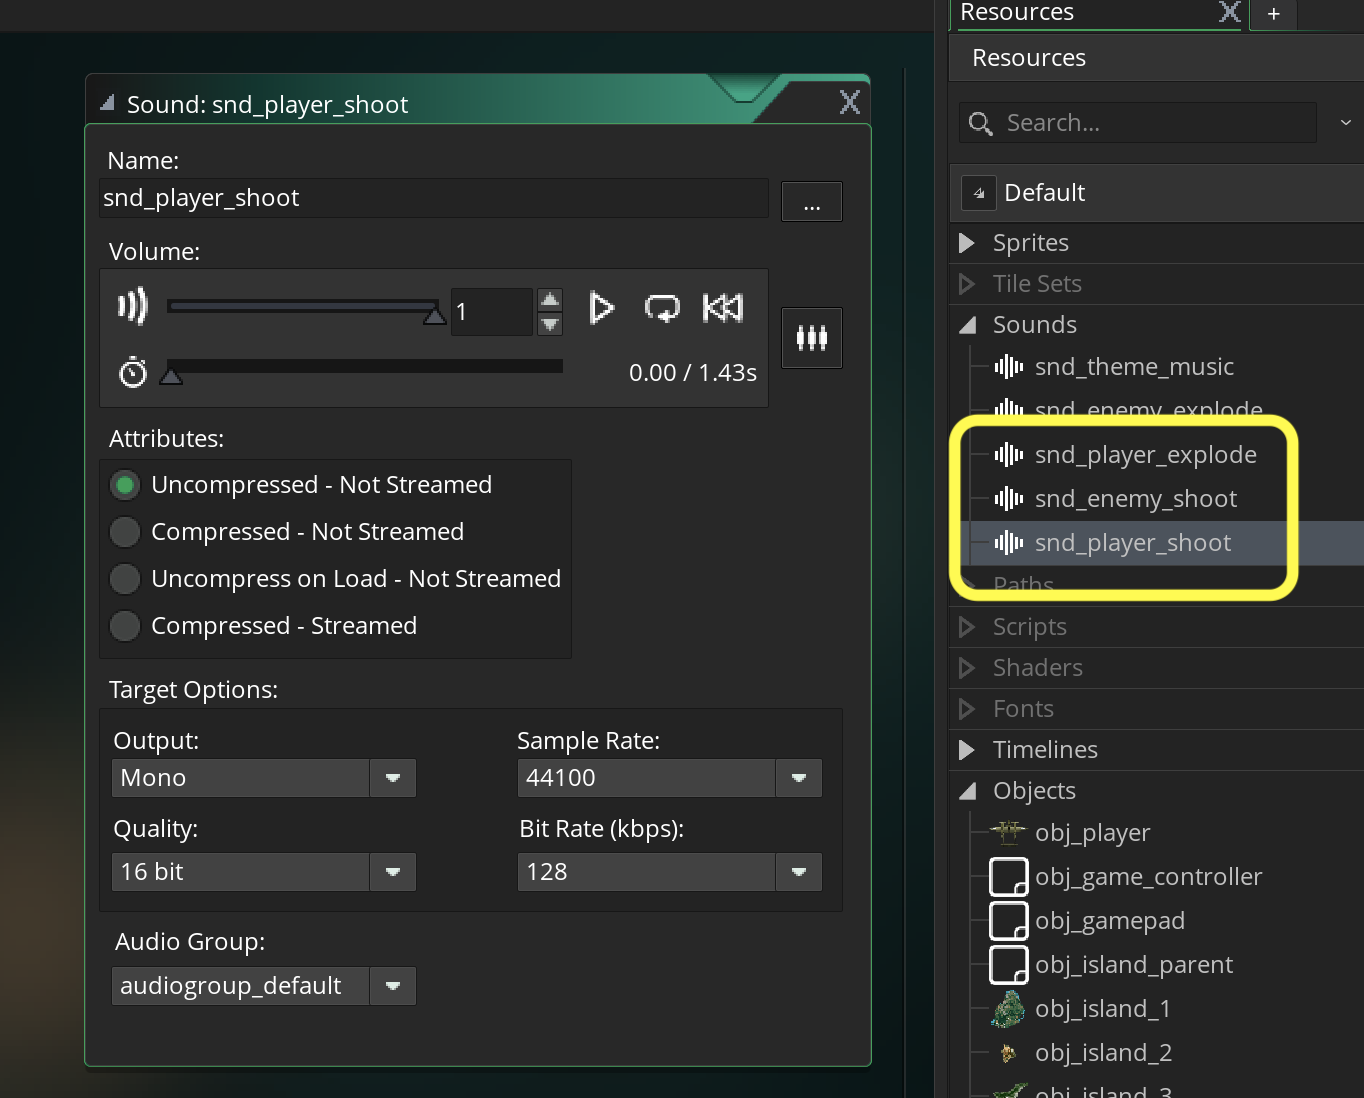 Sound: snd_player_shoot
X
Name:
snd_player_shoot
...
Volume:
1
0.00 / 1.43s
Attributes:
Uncompressed - Not Streamed
Compressed - Not Streamed
Uncompress on Load - Not Streamed
Compressed - Streamed
Target Options:
Output:
Sample Rate:
Mono
44100
Quality:
Bit Rate (kbps):
16 bit
128
Audio Group:
audiogroup_default
Resources
X
+
Resources
Search...
Default
Sprites
Tile Sets
Sounds
snd_theme_music
snd_enemy_explode
snd_player_explode
snd_enemy_shoot
snd_player_shoot
Paths
Scripts
Shaders
Fonts
Timelines
Objects
obj_player
obj_game_controller
obj_gamepad
obj_island_parent
obj_island_1
obj_island_2
obj_island_3